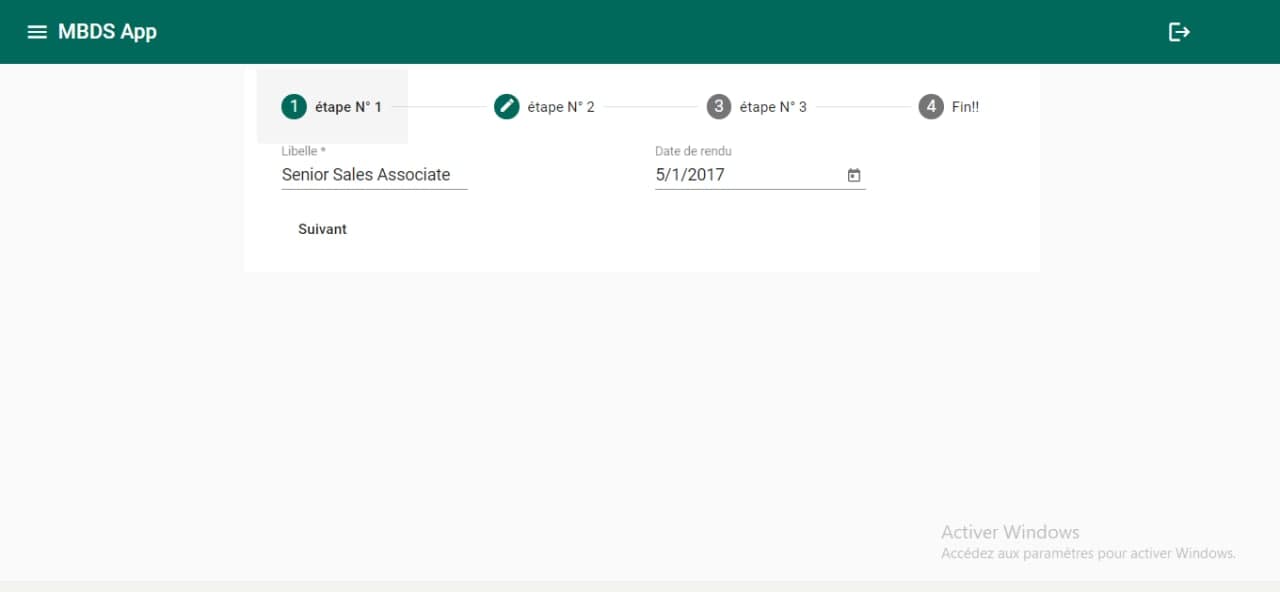 MBDS App
1 étape N° 1 étape N° 2 3 étape N° 3 4 Fin!!
Libelle * Date de rendu
Senior Sales Associate 5/1/2017
Suivant
Activer Windows
Accédez aux paramètres pour activer Windows.